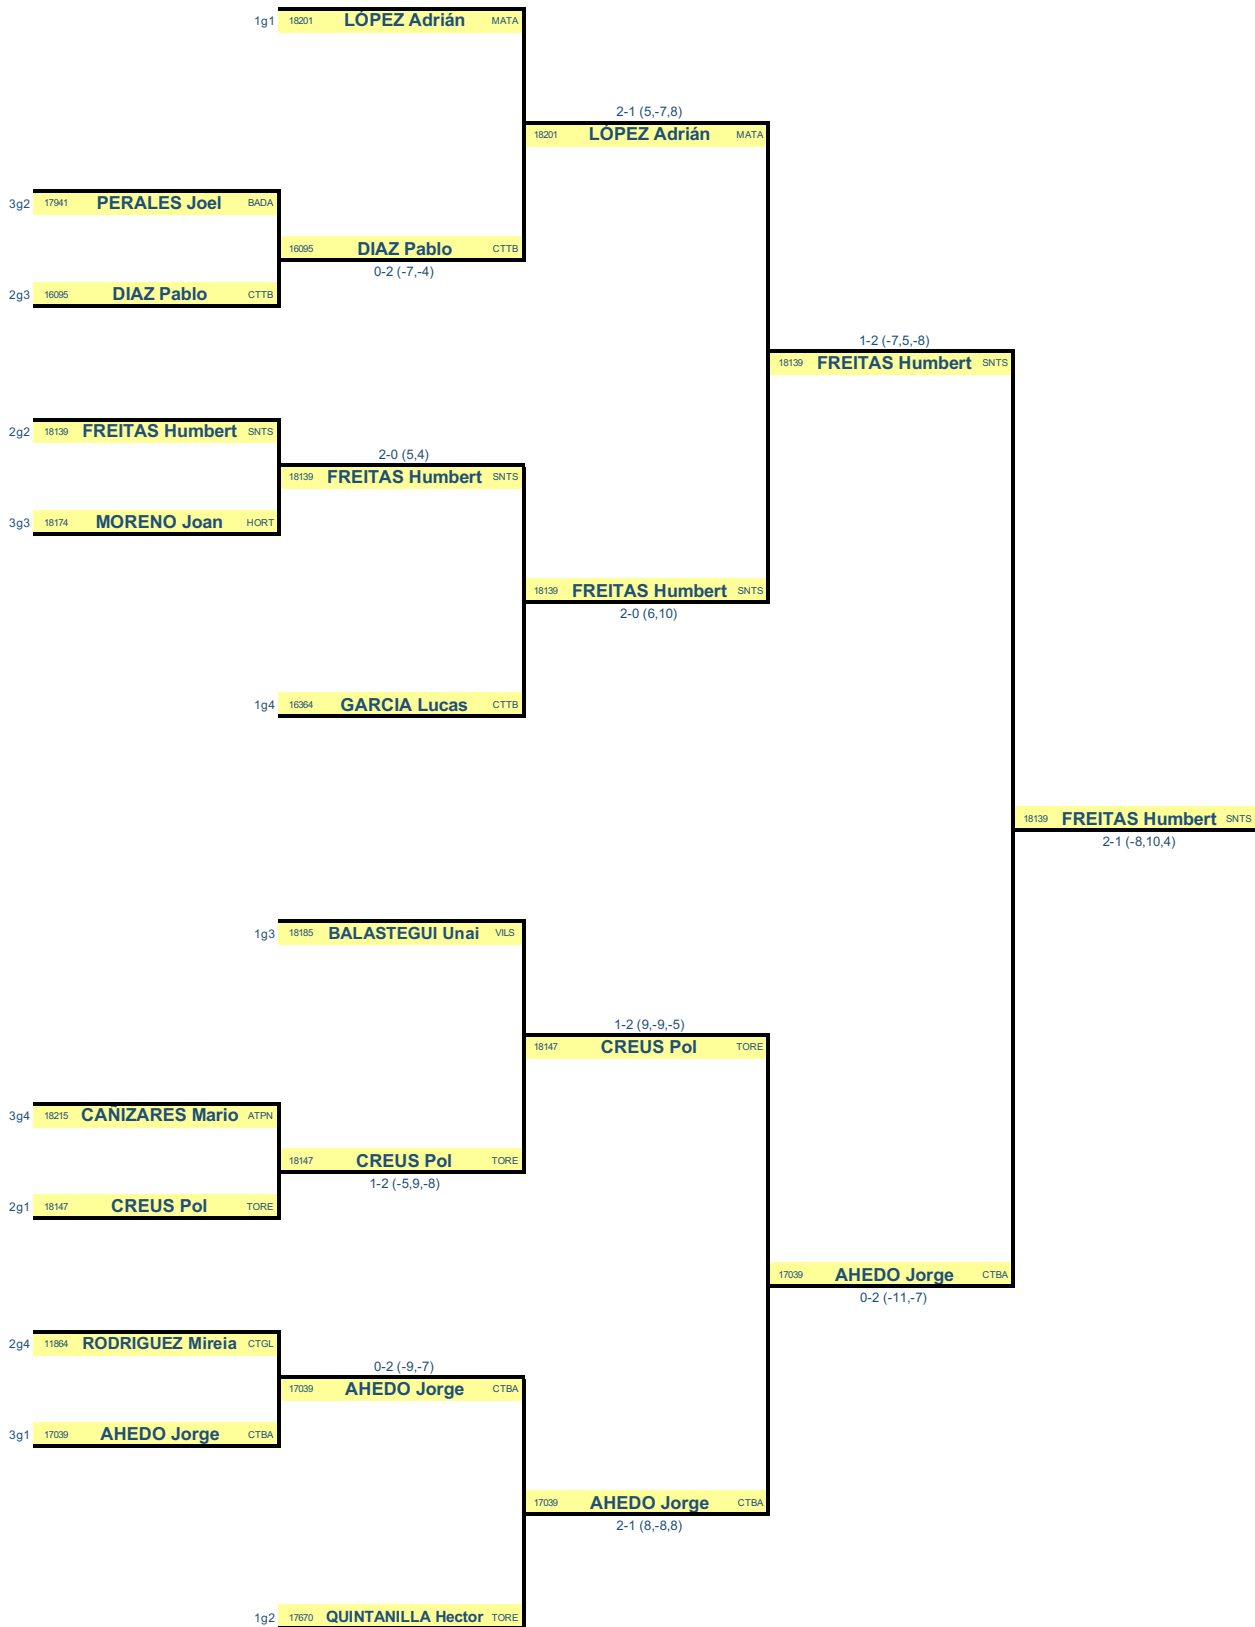 1g1 18201 LÓPEZ Adrián MATA
2-1 (5,-7,8)
18201 LÓPEZ Adrián MATA
3g2 17941 PERALES Joel BADA
16095 DIAZ Pablo CTTB
0-2 (-7,-4)
2g3 16095 DIAZ Pablo CTTB
1-2 (-7,5,-8)
18139 FREITAS Humbert SNTS
2g2 18139 FREITAS Humbert SNTS
2-0 (5,4)
18139 FREITAS Humbert SNTS
3g3 18174 MORENO Joan HORT
18139 FREITAS Humbert SNTS
2-0 (6,10)
1g4 16364 GARCIA Lucas CTTB
18139 FREITAS Humbert SNTS
2-1 (-8,10,4)
1g3 18185 BALASTEGUI Unai VILS
1-2 (9,-9,-5)
18147 CREUS Pol TORE
3g4 18215 CAÑIZARES Mario ATPN
18147 CREUS Pol TORE
1-2 (-5,9,-8)
2g1 18147 CREUS Pol TORE
17039 AHEDO Jorge CTBA
0-2 (-11,-7)
2g4 11864 RODRIGUEZ Mireia CTGL
0-2 (-9,-7)
17039 AHEDO Jorge CTBA
3g1 17039 AHEDO Jorge CTBA
17039 AHEDO Jorge CTBA
2-1 (8,-8,8)
1g2 17670 QUINTANILLA Hector TORE